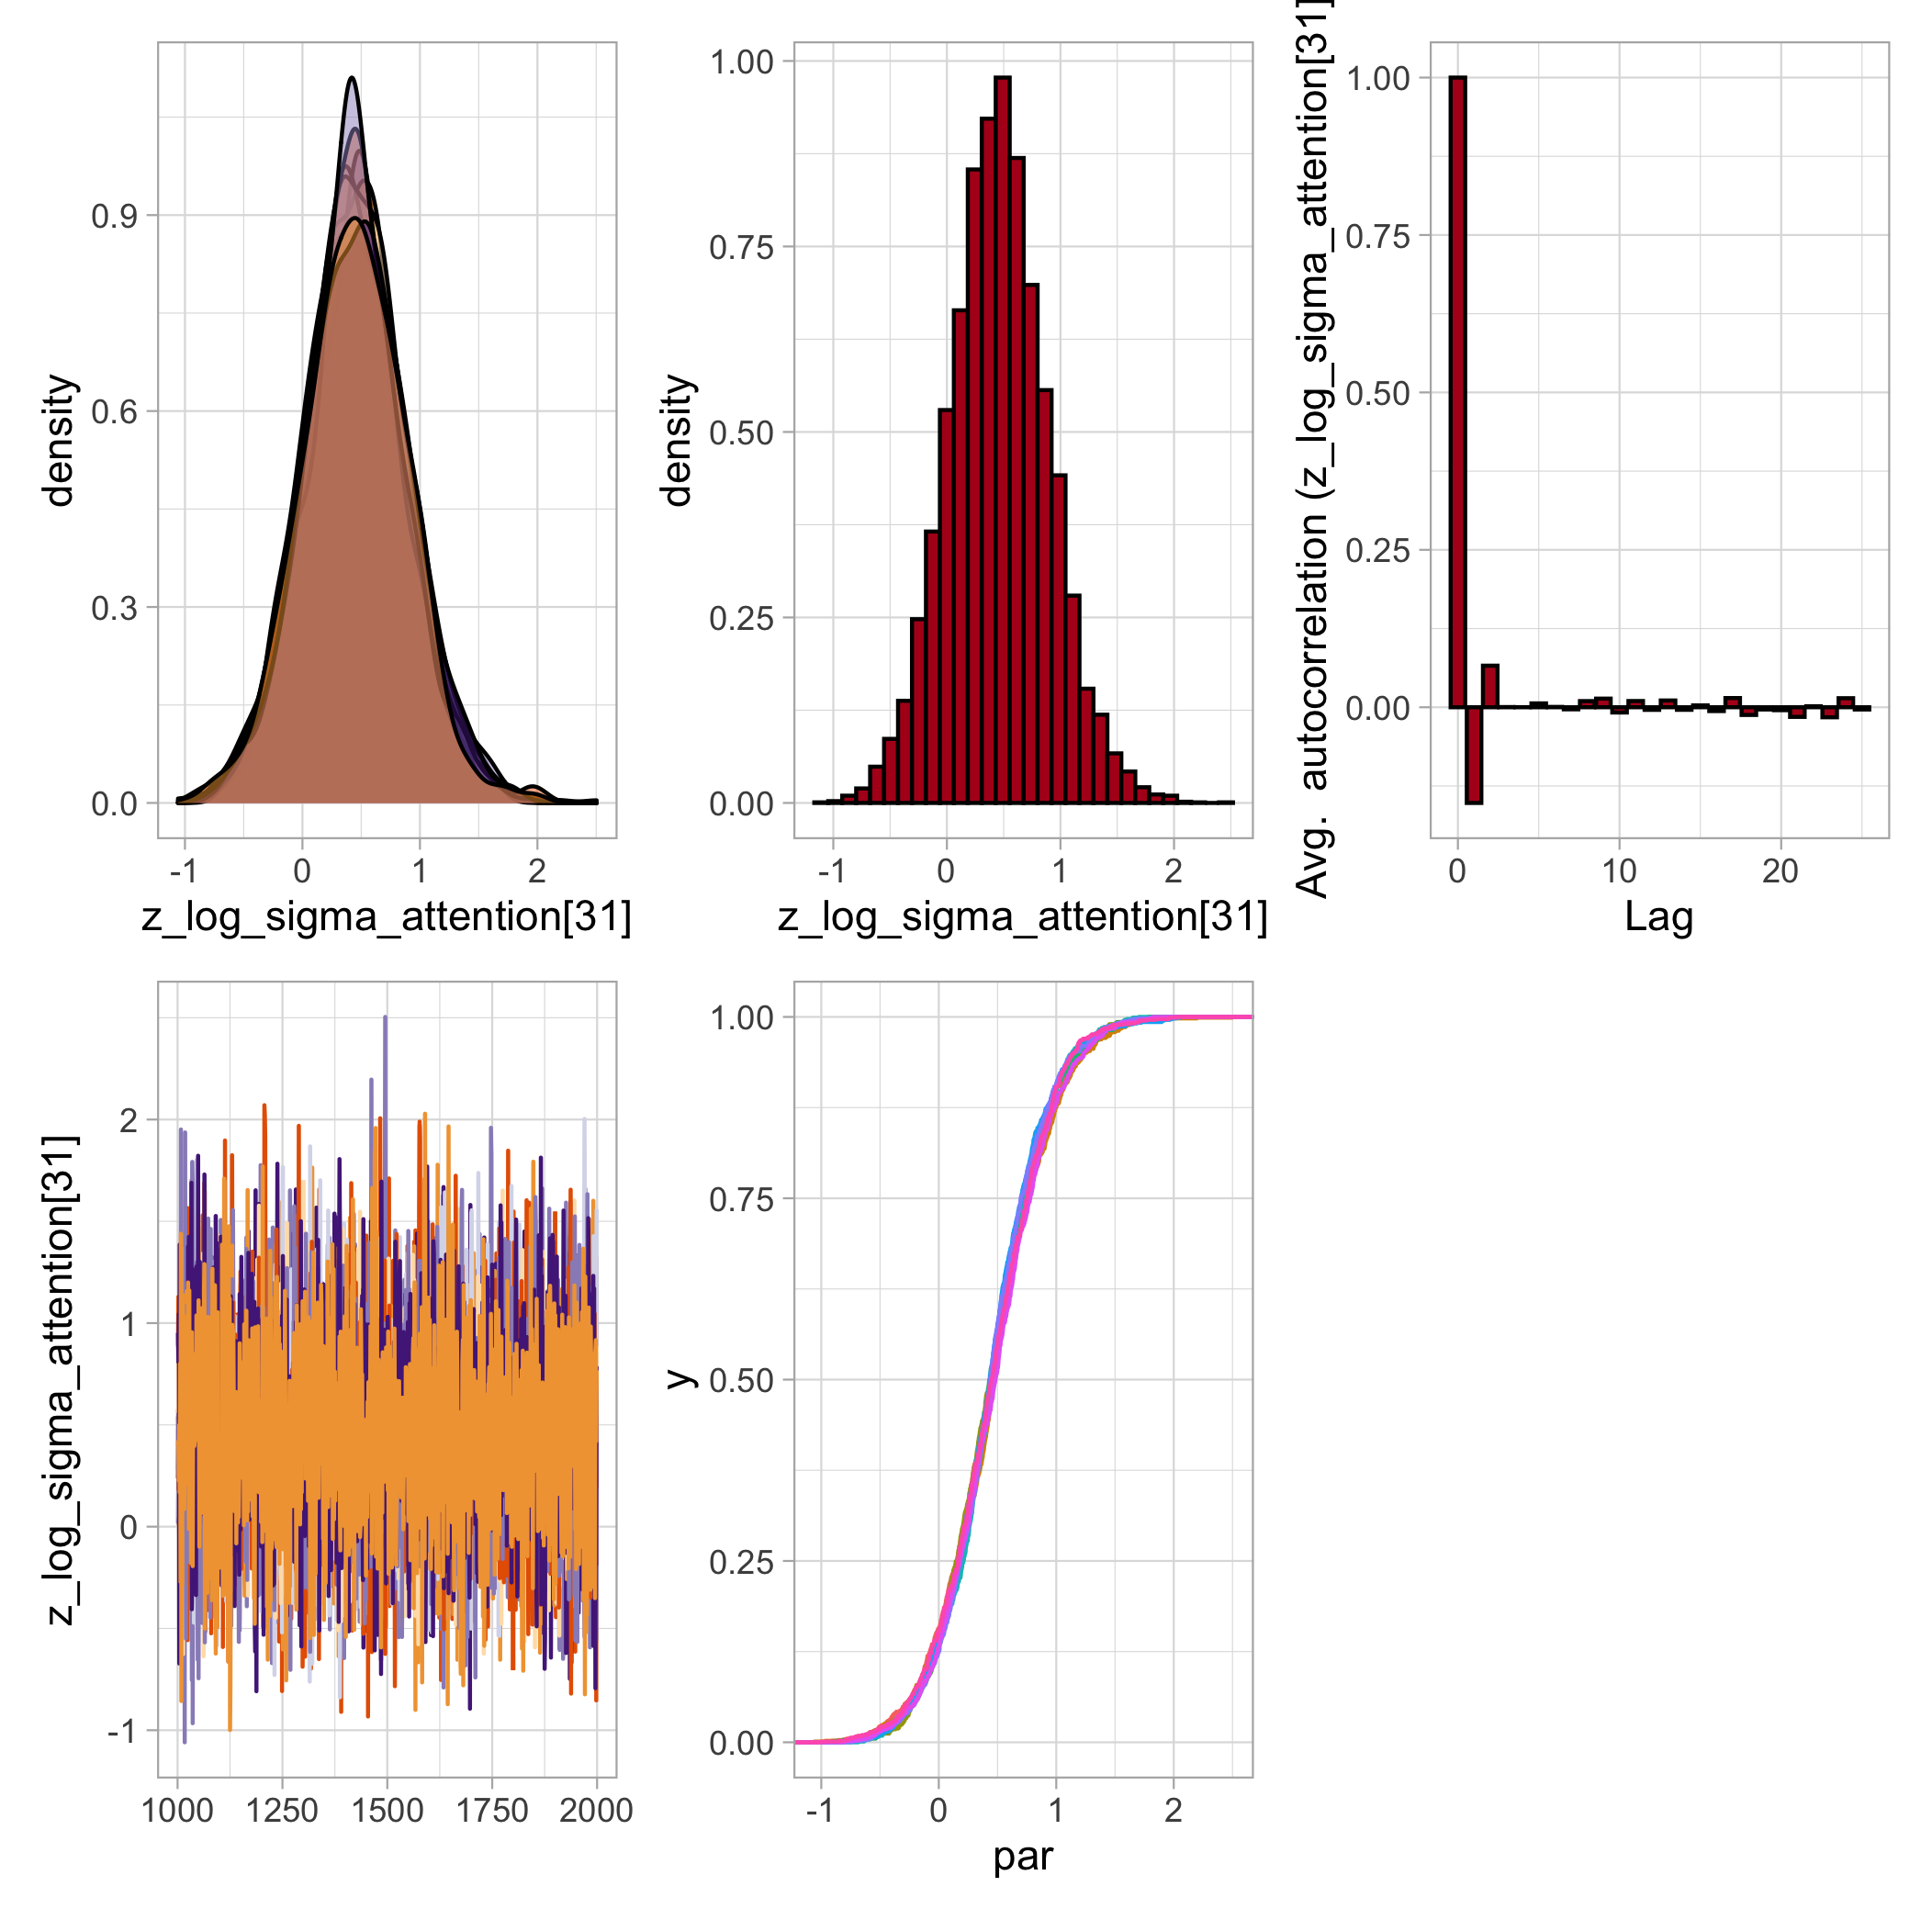 density
0.9
0.6
0.3
0.0
-1 0 1 2
z_log_sigma_attention[31]
density
1.00
0.75
0.50
0.25
0.00
-1 0 1 2
z_log_sigma_attention[31]
Avg. autocorrelation (z_log_sigma_attention[31]
1.00
0.75
0.50
0.25
0.00
0 10 20
Lag
z_log_sigma_attention[31]
2
1
0
-1
1000 1250 1500 1750 2000
y
1.00
0.75
0.50
0.25
0.00
-1 0 1 2
par